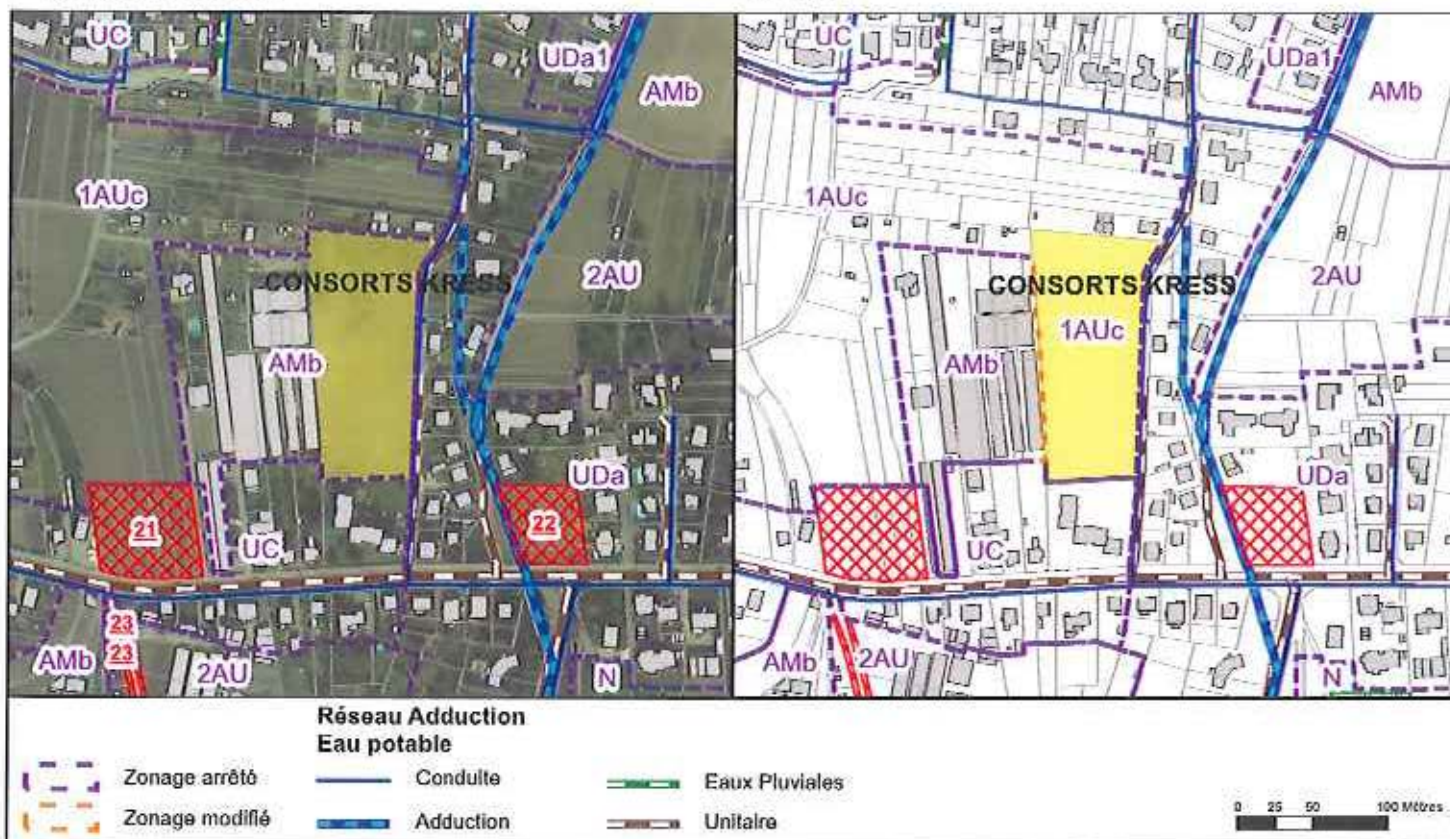 UC
UDa1
AMb
1AUc
2AU
CONSORTS KRESS
AMb
UDa
21
22
UC
23
23
AMb
2AU
N
UC
UDa1
AMb
1AUc
2AU
CONSORTS KRESS
1AUc
AMb
UDa
UC
AMb
2AU
N
Réseau Adduction
Eau potable
Zonage arrêté
Conduite
Eaux Pluviales
Zonage modifié
Adduction
Unitaire
0 25 50 100 Mètres